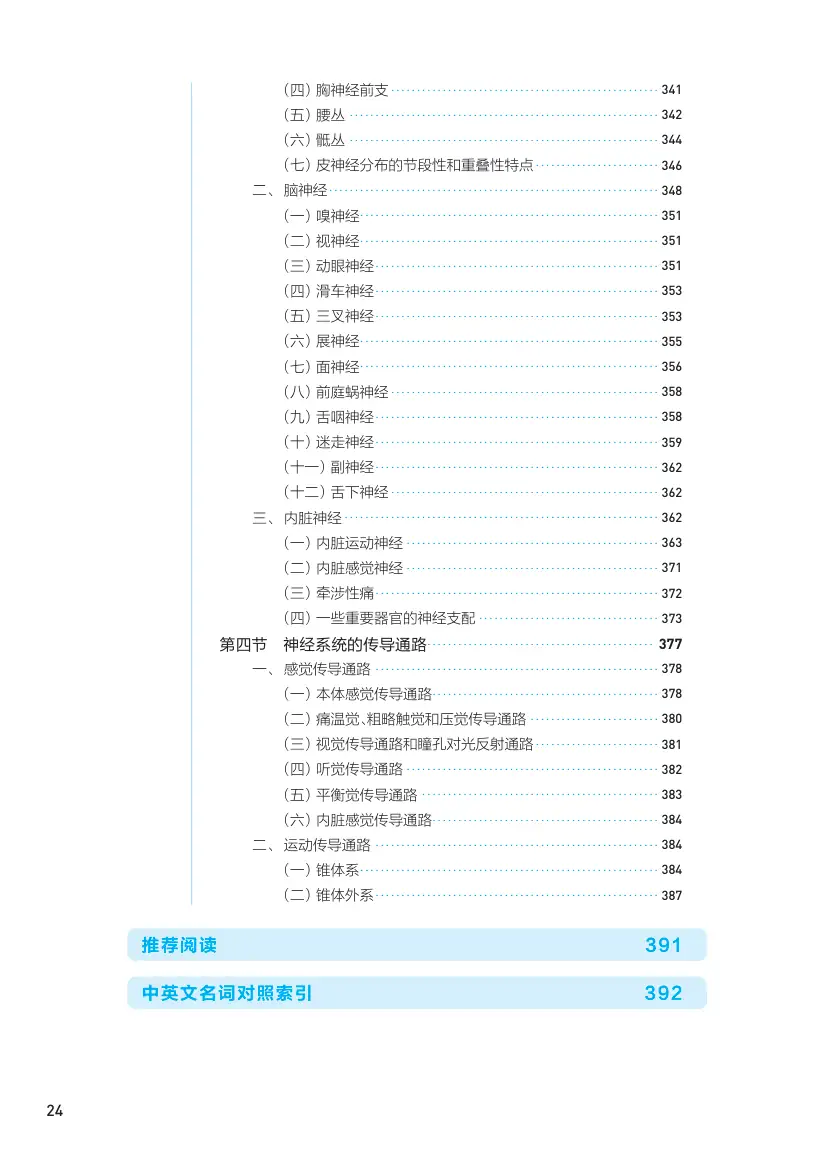 （四）胸神经前支 341
（五）腰丛 342
（六）骶丛 344
（七）皮神经分布的节段性和重叠性特点 346
二、脑神经 348
（一）嗅神经 351
（二）视神经 351
（三）动眼神经 351
（四）滑车神经 353
（五）三叉神经 353
（六）展神经 355
（七）面神经 356
（八）前庭蜗神经 358
（九）舌咽神经 358
（十）迷走神经 359
（十一）副神经 362
（十二）舌下神经 362
三、内脏神经 362
（一）内脏运动神经 363
（二）内脏感觉神经 371
（三）牵涉性痛 372
（四）一些重要器官的神经支配 373
第四节 神经系统的传导通路 377
一、感觉传导通路 378
（一）本体感觉传导通路 378
（二）痛温觉、粗略触觉和压觉传导通路 380
（三）视觉传导通路和瞳孔对光反射通路 381
（四）听觉传导通路 382
（五）平衡觉传导通路 383
（六）内脏感觉传导通路 384
二、运动传导通路 384
（一）锥体系 384
（二）锥体外系 387
推荐阅读 391
中英文名词对照索引 392
24